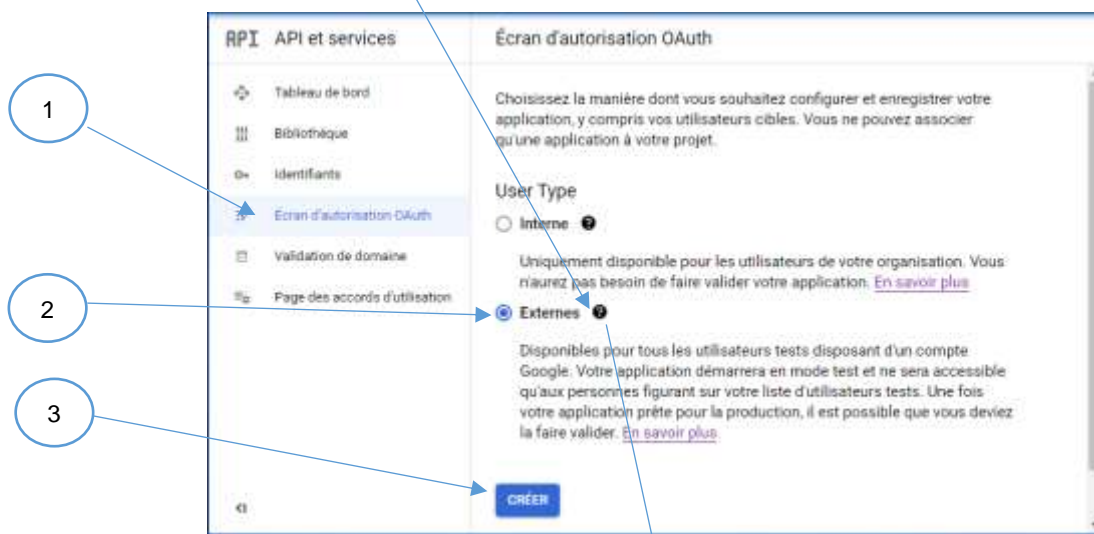 API API et services
Écran d'autorisation OAuth
1
Tableau de bord
Bibliothèque
Identifiants
Écran d'autorisation OAuth
Validation de domaine
Page des accords d'utilisation
2
3
Choisissez la manière dont vous souhaitez configurer et enregistrer votre
application, y compris vos utilisateurs cibles. Vous ne pouvez associer
qu'une application à votre projet.
User Type
Interne ?
Uniquement disponible pour les utilisateurs de votre organisation. Vous
n'aurez pas besoin de faire valider votre application. En savoir plus
Externes ?
Disponibles pour tous les utilisateurs tests disposant d'un compte
Google. Votre application démarrera en mode test et ne sera accessible
qu'aux personnes figurant sur votre liste d'utilisateurs tests. Une fois
votre application prête pour la production, il est possible que vous deviez
la faire valider. En savoir plus
CRÉER